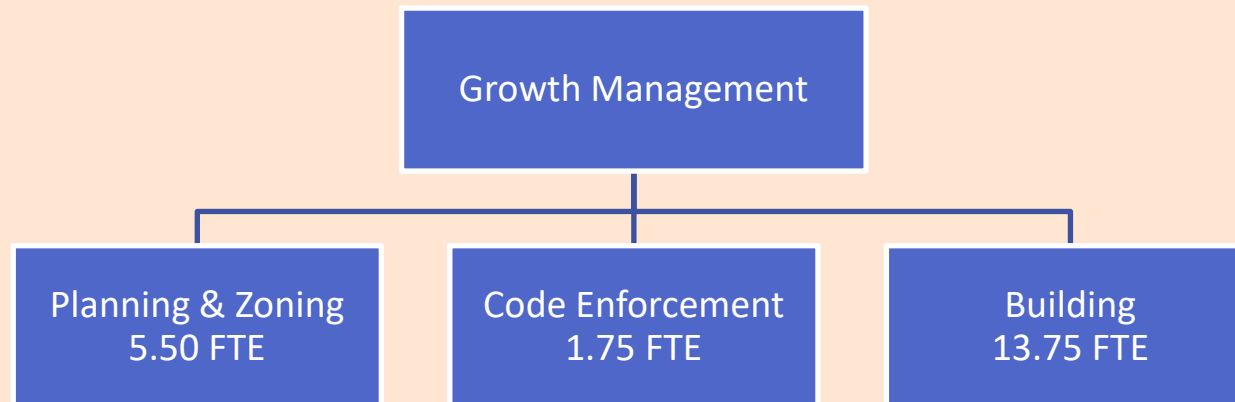 Growth Management
Planning & Zoning
5.50 FTE
Code Enforcement
1.75 FTE
Building
13.75 FTE